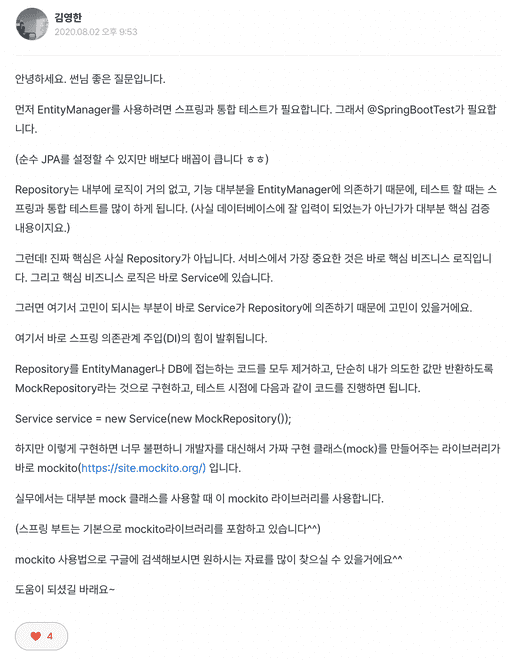 김영한
2020.08.02 오후 9:53
안녕하세요. 썬님 좋은 질문입니다.
먼저 EntityManager를 사용하려면 스프링과 통합 테스트가 필요합니다. 그래서 @SpringBootTest가 필요합
니다.
(순수 JPA를 설정할 수 있지만 배보다 배꼽이 큽니다 ㅎㅎ)
Repository는 내부에 로직이 거의 없고, 기능 대부분을 EntityManager에 의존하기 때문에, 테스트 할 때는 스
프링과 통합 테스트를 많이 하게 됩니다. (사실 데이터베이스에 잘 입력이 되었는가 아닌가가 대부분 핵심 검증
내용이지요.)
그런데! 진짜 핵심은 사실 Repository가 아닙니다. 서비스에서 가장 중요한 것은 바로 핵심 비즈니스 로직입니
다. 그리고 핵심 비즈니스 로직은 바로 Service에 있습니다.
그러면 여기서 고민이 되시는 부분이 바로 Service가 Repository에 의존하기 때문에 고민이 있을거에요.
여기서 바로 스프링 의존관계 주입(DI)의 힘이 발휘됩니다.
Repository를 EntityManager나 DB에 접는하는 코드를 모두 제거하고, 단순히 내가 의도한 값만 반환하도록
MockRepository라는 것으로 구현하고, 테스트 시점에 다음과 같이 코드를 진행하면 됩니다.
Service service = new Service(new MockRepository());
하지만 이렇게 구현하면 너무 불편하니 개발자를 대신해서 가짜 구현 클래스(mock)를 만들어주는 라이브러리가
바로 mockito(https://site.mockito.org/) 입니다.
실무에서는 대부분 mock 클래스를 사용할 때 이 mockito 라이브러리를 사용합니다.
(스프링 부트는 기본으로 mockito라이브러리를 포함하고 있습니다^^)
mockito 사용법으로 구글에 검색해보시면 원하시는 자료를 많이 찾으실 수 있을거에요^^
도움이 되셨길 바래요~
4